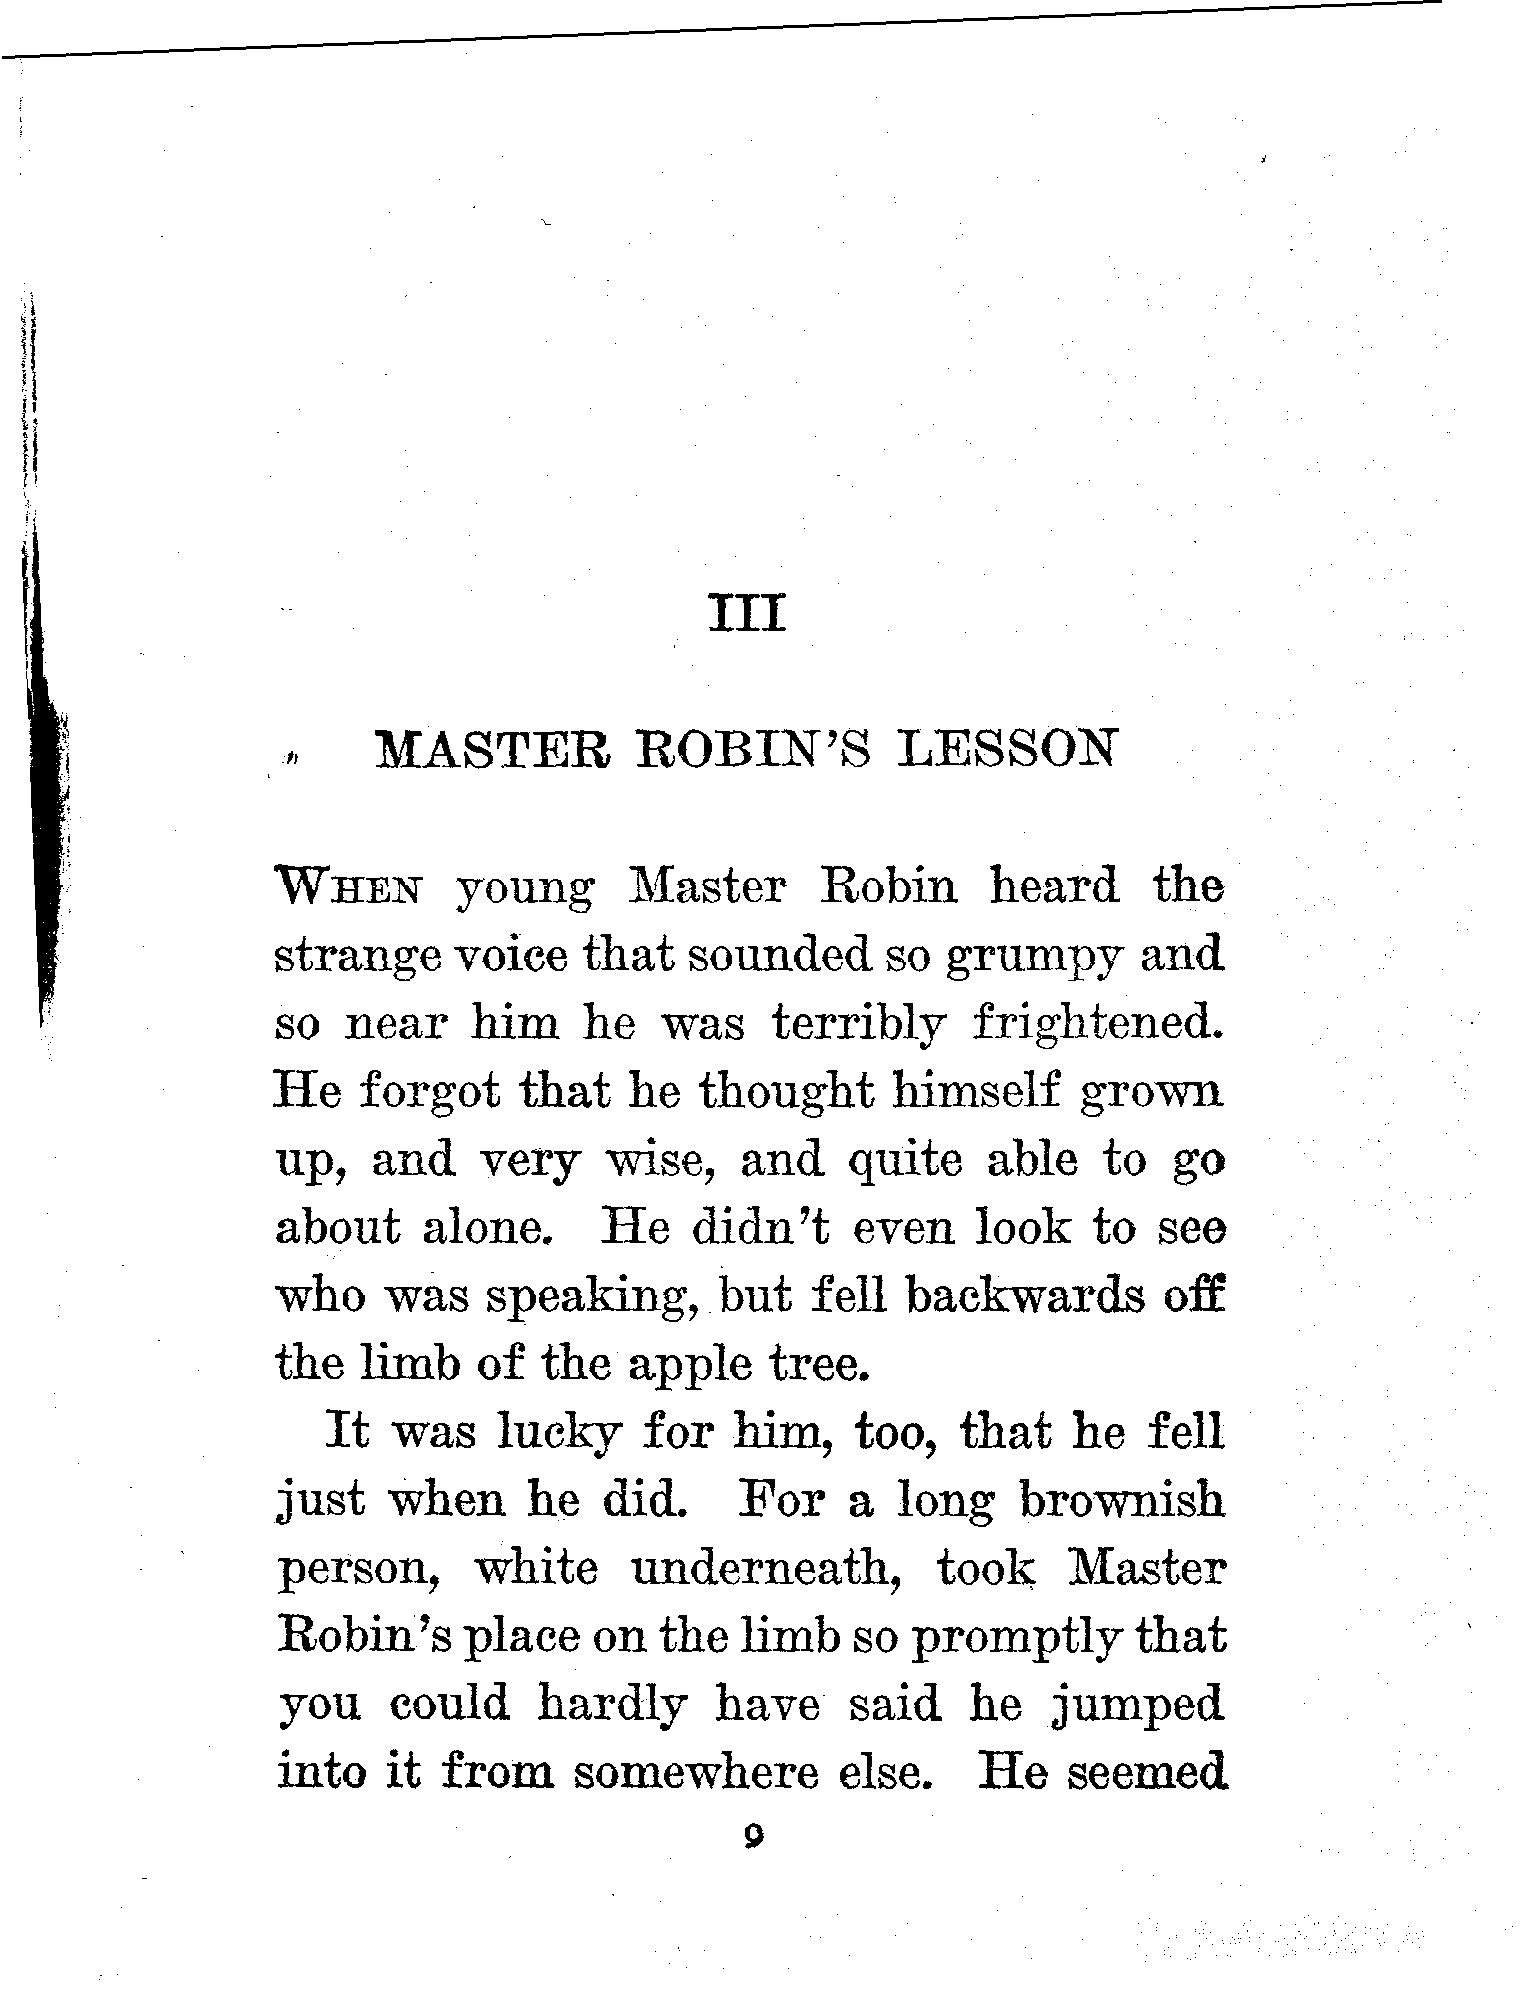 III
MASTER ROBIN'S LESSON
WHEN young Master Robin heard the
strange voice that sounded so grumpy and
so near him he was terribly frightened.
He forgot that he thought himself grown
up, and very wise, and quite able to go
about alone. He didn't even look to see
who was speaking, but fell backwards off
the limb of the apple tree.
It was lucky for him, too, that he fell
just when he did. For a long brownish
person, white underneath, took Master
Robin's place on the limb so promptly that
you could hardly have said he jumped
into it from somewhere else. He seemed
9